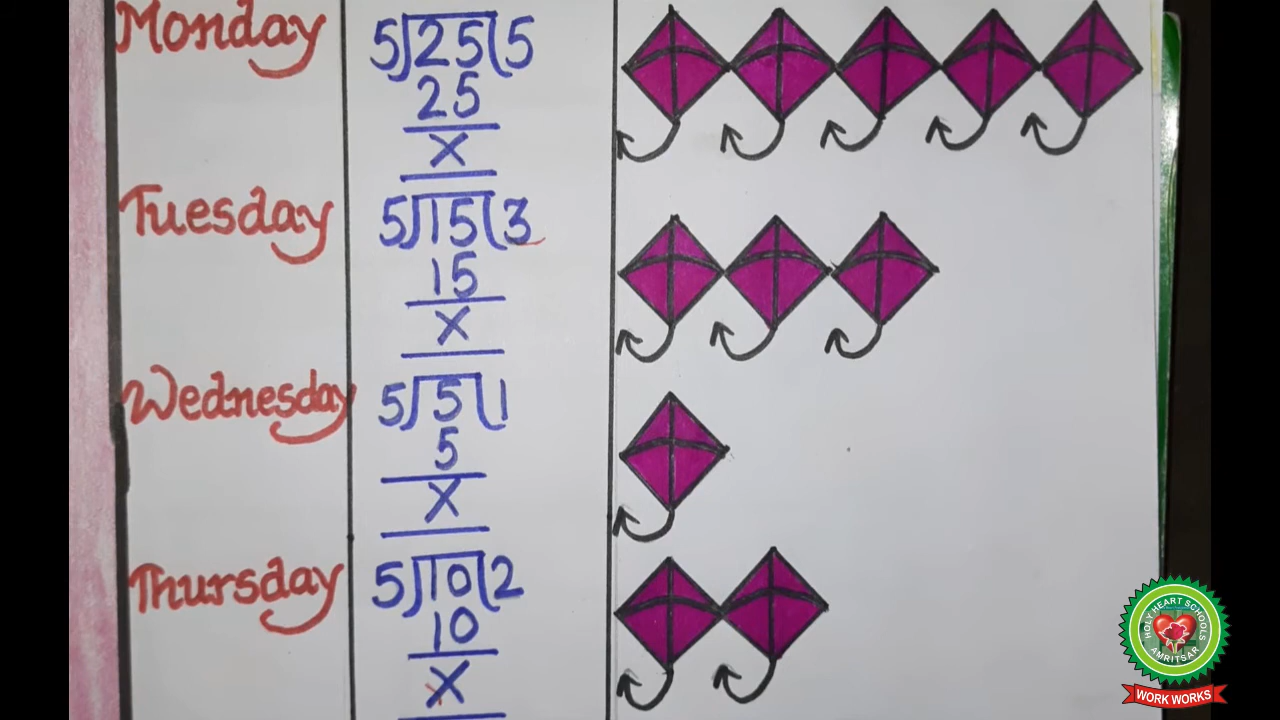 Monday
5)25(5
25
X
Tuesday
5)15(3
15
X
Wednesday
5)5(1
5
X
Thursday
5)10(2
10
X
HOLY HEART SCHOOLS
AMRITSAR
WORK WORKS